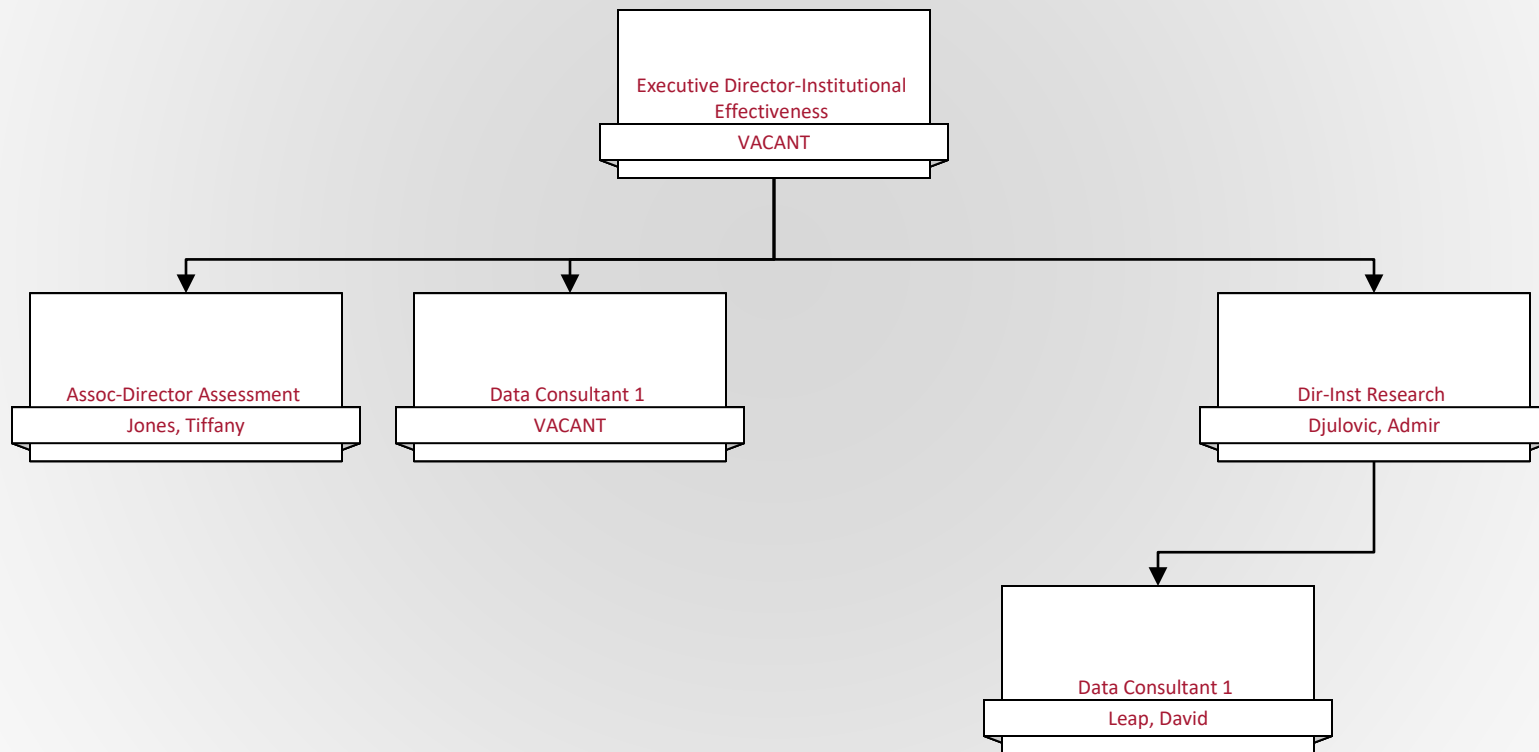 Executive Director-Institutional
Effectiveness
VACANT
Assoc-Director Assessment
Jones, Tiffany
Data Consultant 1
VACANT
Dir-Inst Research
Djulovic, Admir
Data Consultant 1
Leap, David